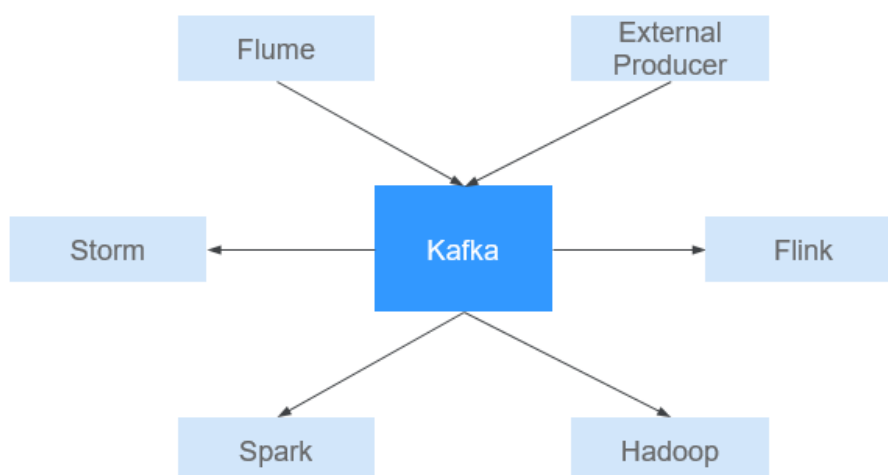 Flume
External
Producer
Storm
Kafka
Flink
Spark
Hadoop